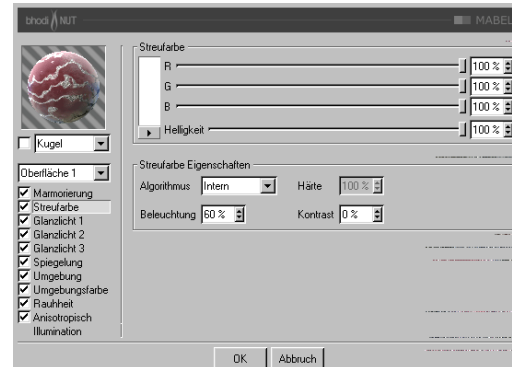 bhodi NUT
MABEL
Kugel
Oberfläche 1
Marmorierung
Streufarbe
Glanzlicht 1
Glanzlicht 2
Glanzlicht 3
Spiegelung
Umgebung
Umgebungsfarbe
Rauhheit
Anisotropisch
Illumination
Streufarbe
R 100 %
G 100 %
B 100 %
Helligkeit 100 %
Streufarbe Eigenschaften
Algorithmus Intern Härte 100 %
Beleuchtung 60 % Kontrast 0 %
OK Abbruch